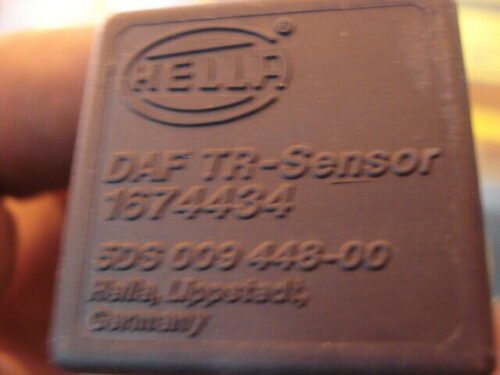 HELLA®
DAF TR-Sensor
1674434
5DS 009 448-00
Hella, Lippstadt,
Germany